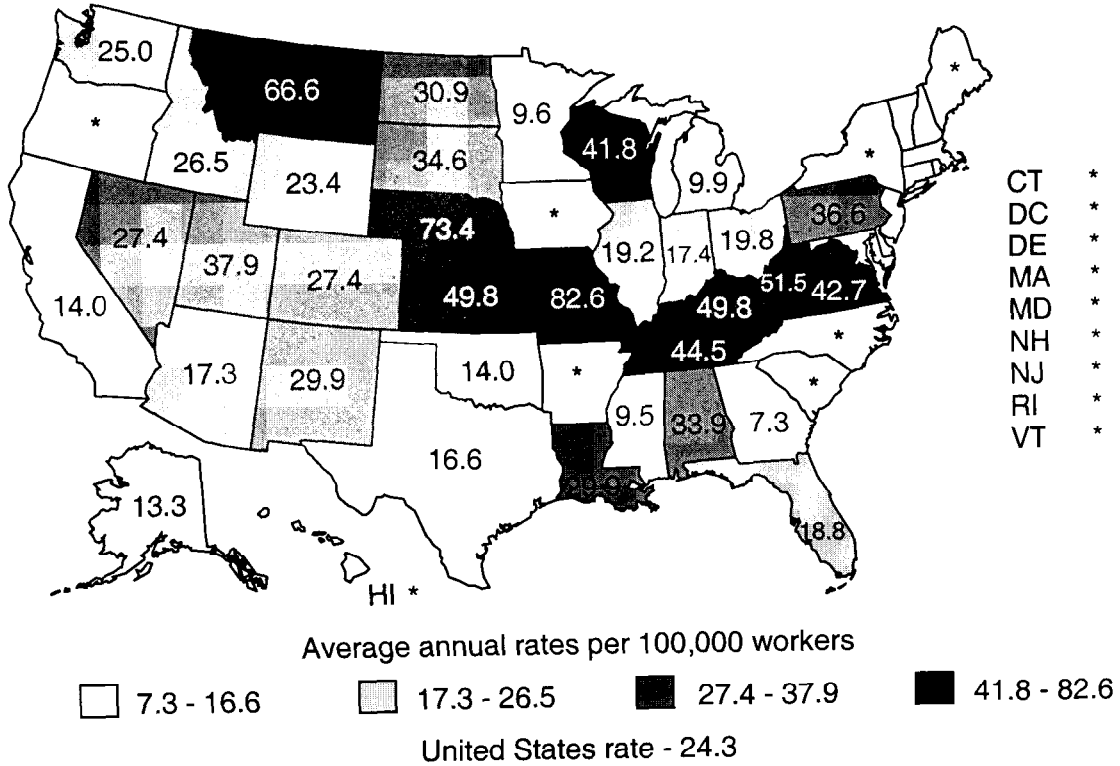 25.0
66.6
30.9
9.6
*
*
41.8
*
26.5
34.6
9.9
23.4
CT *
*
36.6
DC *
73.4
27.4
19.8
DE *
19.2
17.4
37.9
27.4
MA *
51.5
42.7
14.0
49.8
82.6
49.8
MD *
*
NH *
44.5
17.3
29.9
14.0
*
*
NJ *
RI *
9.5
33.9
7.3
VT *
16.6
13.3
18.8
HI *
Average annual rates per 100,000 workers
7.3 - 16.6
17.3 - 26.5
27.4 - 37.9
41.8 - 82.6
United States rate - 24.3